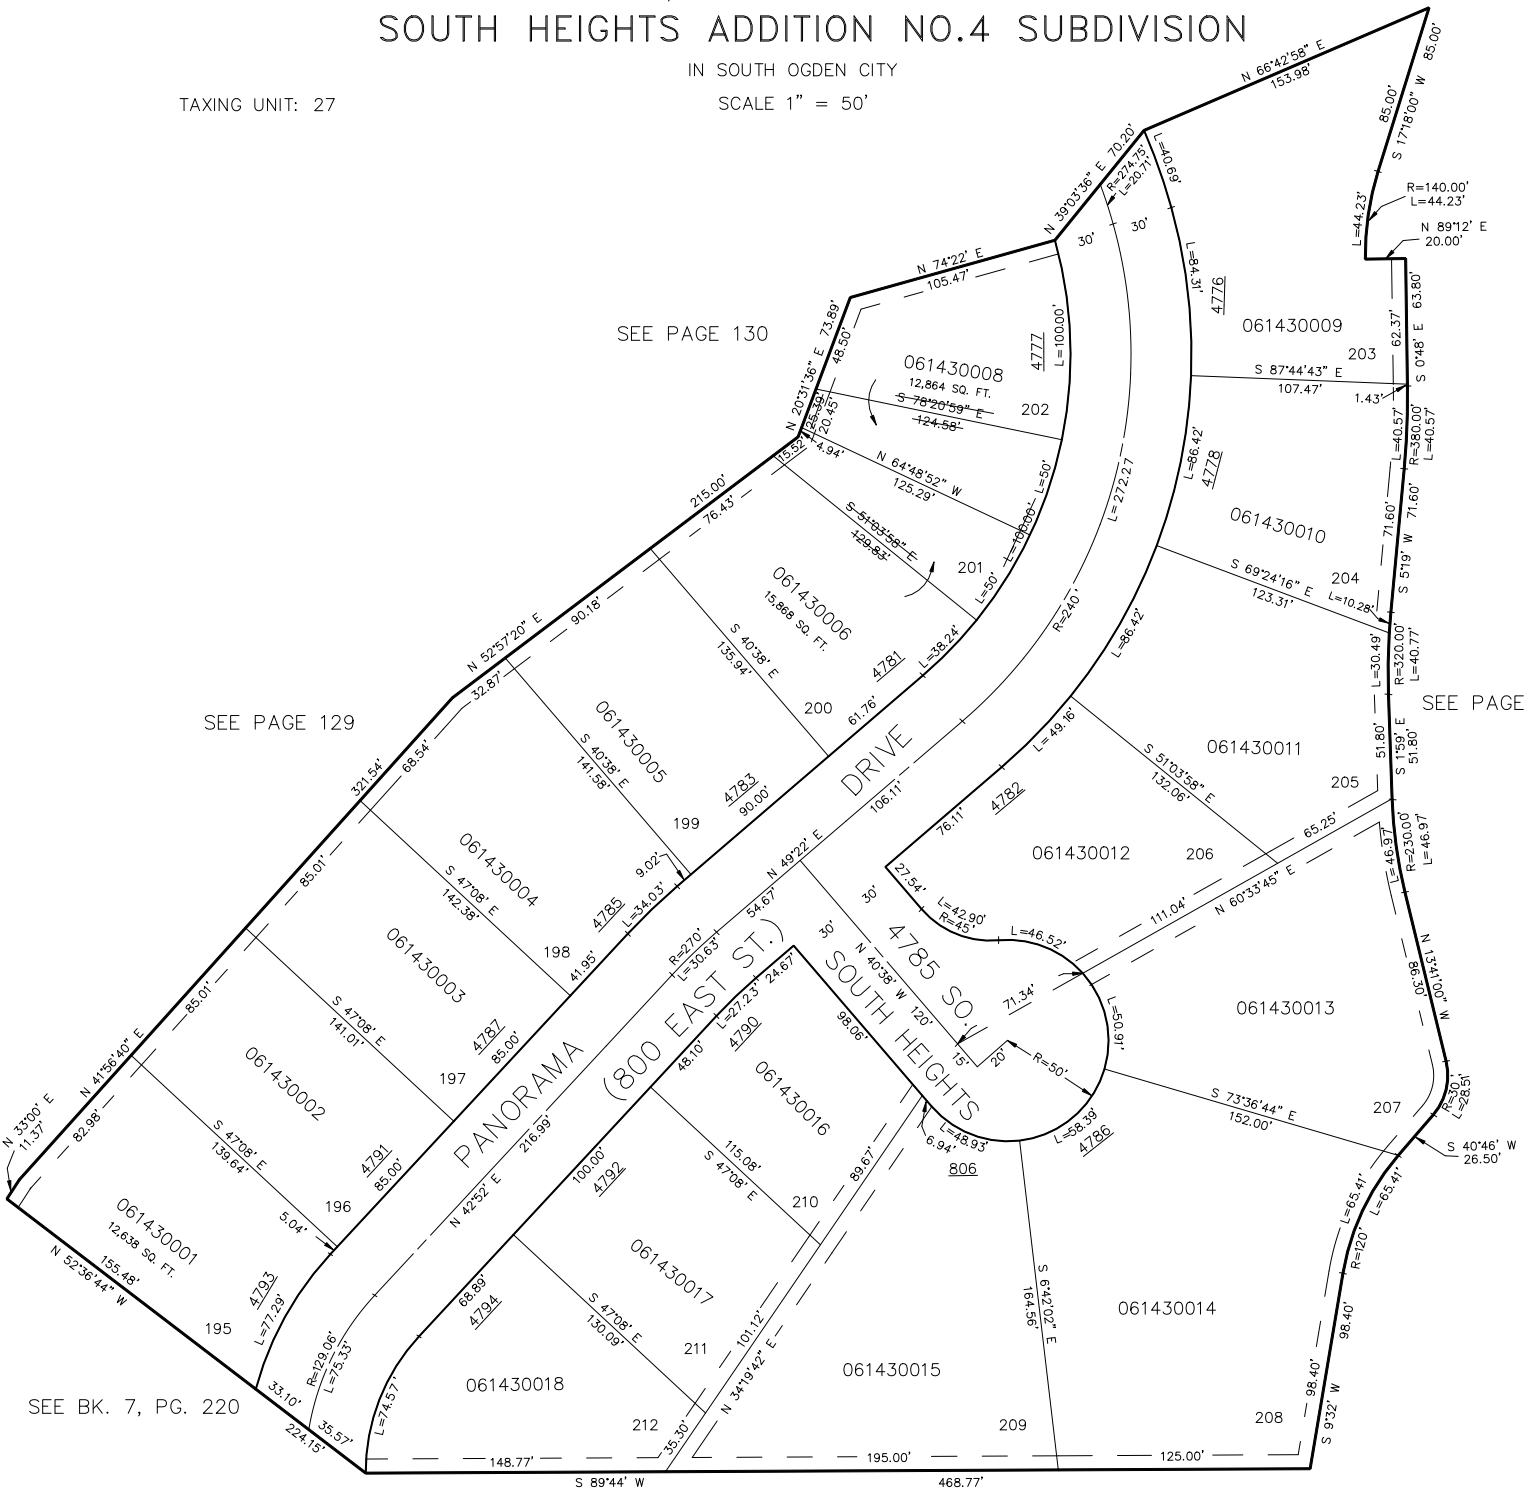 SOUTH HEIGHTS ADDITION NO.4 SUBDIVISION
IN SOUTH OGDEN CITY
TAXING UNIT: 27
SCALE 1" = 50'
N 66°42'58" E
153.98'
85.00'
85.00'
S 17°18'00" W
R=140.00'
L=44.23'
L=44.23'
N 89°12' E
20.00'
N 39°03'36" E 70.20'
R=274.75'
L=20.71'
L=40.69'
30'
30'
N 74°22' E
105.47'
SEE PAGE 130
N 20°31'36" E 73.89'
48.50'
25.39'
20.45'
061430008
12,864 SQ. FT.
S 78°20'59" E
124.58'
202
4777
L=100.00'
L=84.31'
4776
061430009
203
62.37'
S 0°48' E 63.80'
S 87°44'43" E
107.47'
1.43'
15.52'
4.94'
N 64°48'52" W
125.29'
L=50'
L=100.00'
L=50'
S 51°03'58" E
129.83'
201
L=272.27
R=240'
L=86.42'
4778
061430010
L=40.57
R=380.00'
L=40.57
71.60'
S 5°19' W 71.60'
S 69°24'16" E
123.31'
204
L=10.28'
215.00'
76.43'
N 52°57'20" E
90.18'
32.87'
061430006
15,868 SQ. FT.
S 40°38' E
135.94'
200
4781
L=38.24'
61.76'
L=86.42'
L=30.49'
R=320.00'
L=40.77'
SEE PAGE
SEE PAGE 129
321.54'
68.54'
061430005
S 40°38' E
141.58'
199
4783
90.00'
DRIVE
106.11'
L= 49.16'
4782
76.11'
061430011
S 51°03'58" E
132.06'
205
51.80'
S 1°59' E
51.80'
65.25'
061430012
206
N 60°33'45" E
111.04'
L=46.97'
R=230.00'
L=46.97
85.01'
061430004
S 47°08' E
142.38'
198
4785
9.02'
L=34.03'
41.95'
N 49°22' E
54.67'
R=270'
L=30.63'
27.54'
L=42.90'
R=45'
L=46.52'
30'
30'
4785 SO.(
SOUTH HEIGHTS
N 40°38' W 120'
71.34'
15'
20'
R=50'
L=50.91'
061430013
N 13°41'00" W
86.30'
85.01'
061430003
S 47°08' E
141.01'
197
4787
85.00'
PANORAMA
(800 EAST ST.)
216.99'
24.67'
L=27.23'
4790
48.10'
98.06'
N 41°56'40" E
061430002
S 47°08' E
139.64'
196
4791
85.00'
061430016
115.08'
S 47°08' E
210
89.67'
6.94'
L=48.93'
806
L=58.39'
4786
S 73°36'44" E
152.00'
207
R=30'
L=28.51'
S 40°46' W
26.50'
N 33°00' E
11.37'
82.98'
061430001
12,638 SQ. FT.
5.04'
N 52°36'44" W
155.48'
195
4793
L=77.29'
N 42°52' E
100.00'
4792
061430017
S 47°08' E
130.09'
211
101.12'
N 34°19'42" E
S 6°42'02" E
164.56'
061430014
L=65.41'
L=65.41'
R=120'
98.40'
98.40'
S 9°32' W
68.89'
4794
R=129.06'
L=75.33'
L=74.57'
33.10'
35.57'
224.15'
SEE BK. 7, PG. 220
061430018
212
35.30'
061430015
209
208
148.77'
195.00'
125.00'
S 89°44' W
468.77'